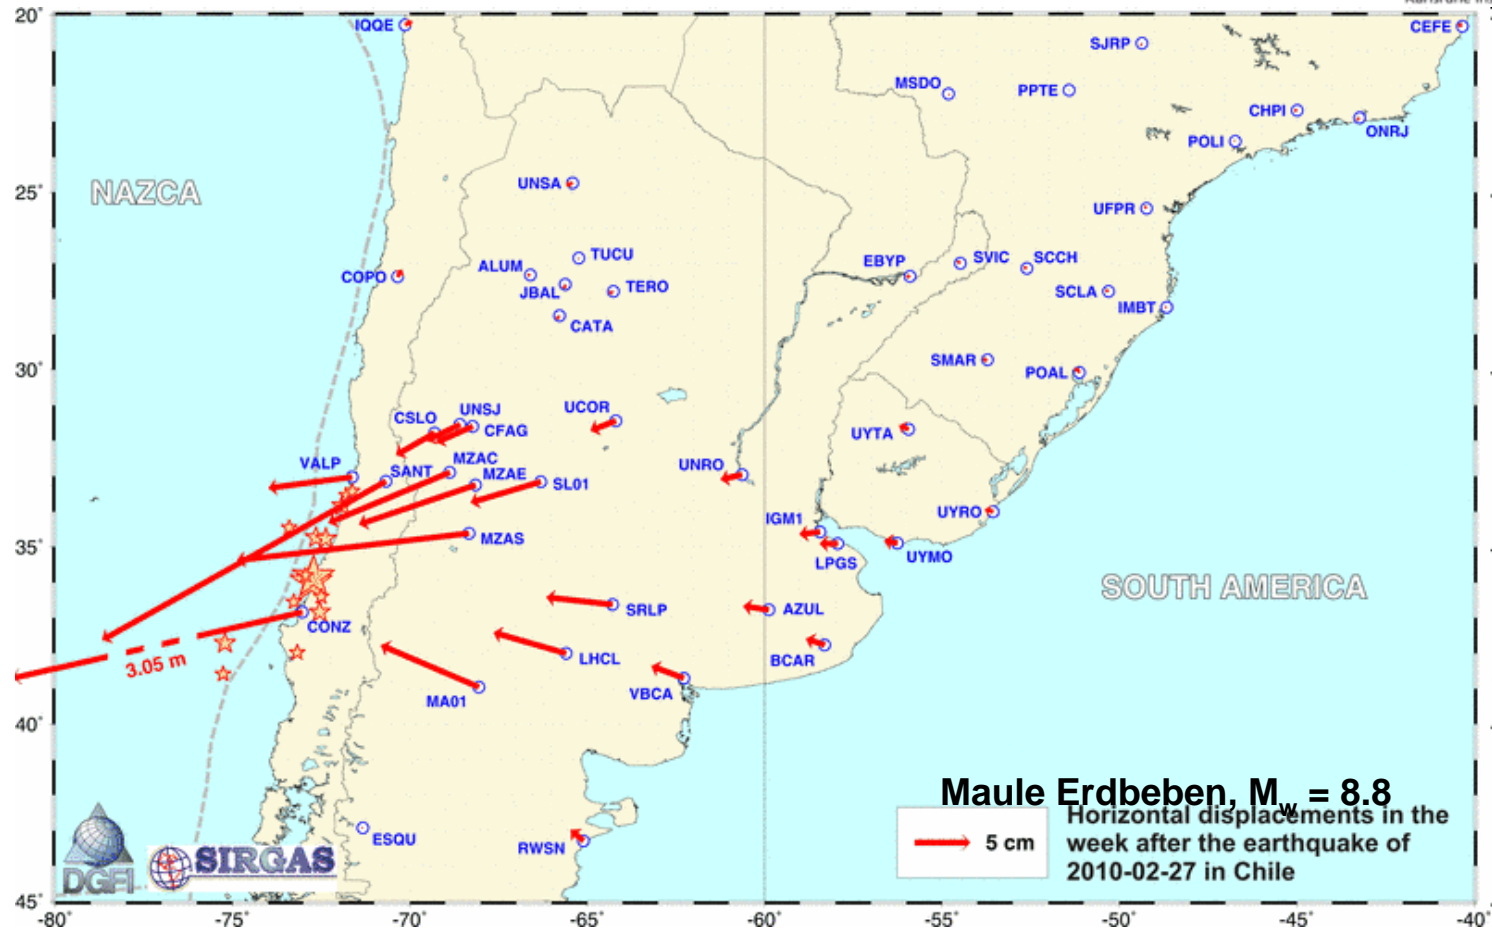 20°
IQQE
CEFE
SJRP
MSDO
PPTE
CHPI
ONRJ
POLI
NAZCA
25°
UNSA
UFPR
TUCU
ALUM
EBYP
SVIC
SCCH
COPO
JBAL
TERO
SCLA
IMBT
CATA
30°
SMAR
POAL
CSLO
UNSJ
UCOR
CFAG
UYTA
VALP
SANT
MZAC
MZAE
SL01
UNRO
IGM1
UYRO
35°
MZAS
LPGS
UYMO
SOUTH AMERICA
SRLP
AZUL
CONZ
3.05 m
LHCL
BCAR
MA01
VBCA
40°
Maule Erdbeben, Mw = 8.8
Horizontal displacements in the
5 cm
week after the earthquake of
2010-02-27 in Chile
ESQU
RWSN
SIRGAS
DGFI
45°
-80
-75
-70
-65
-60
-55
-50
-45
-40